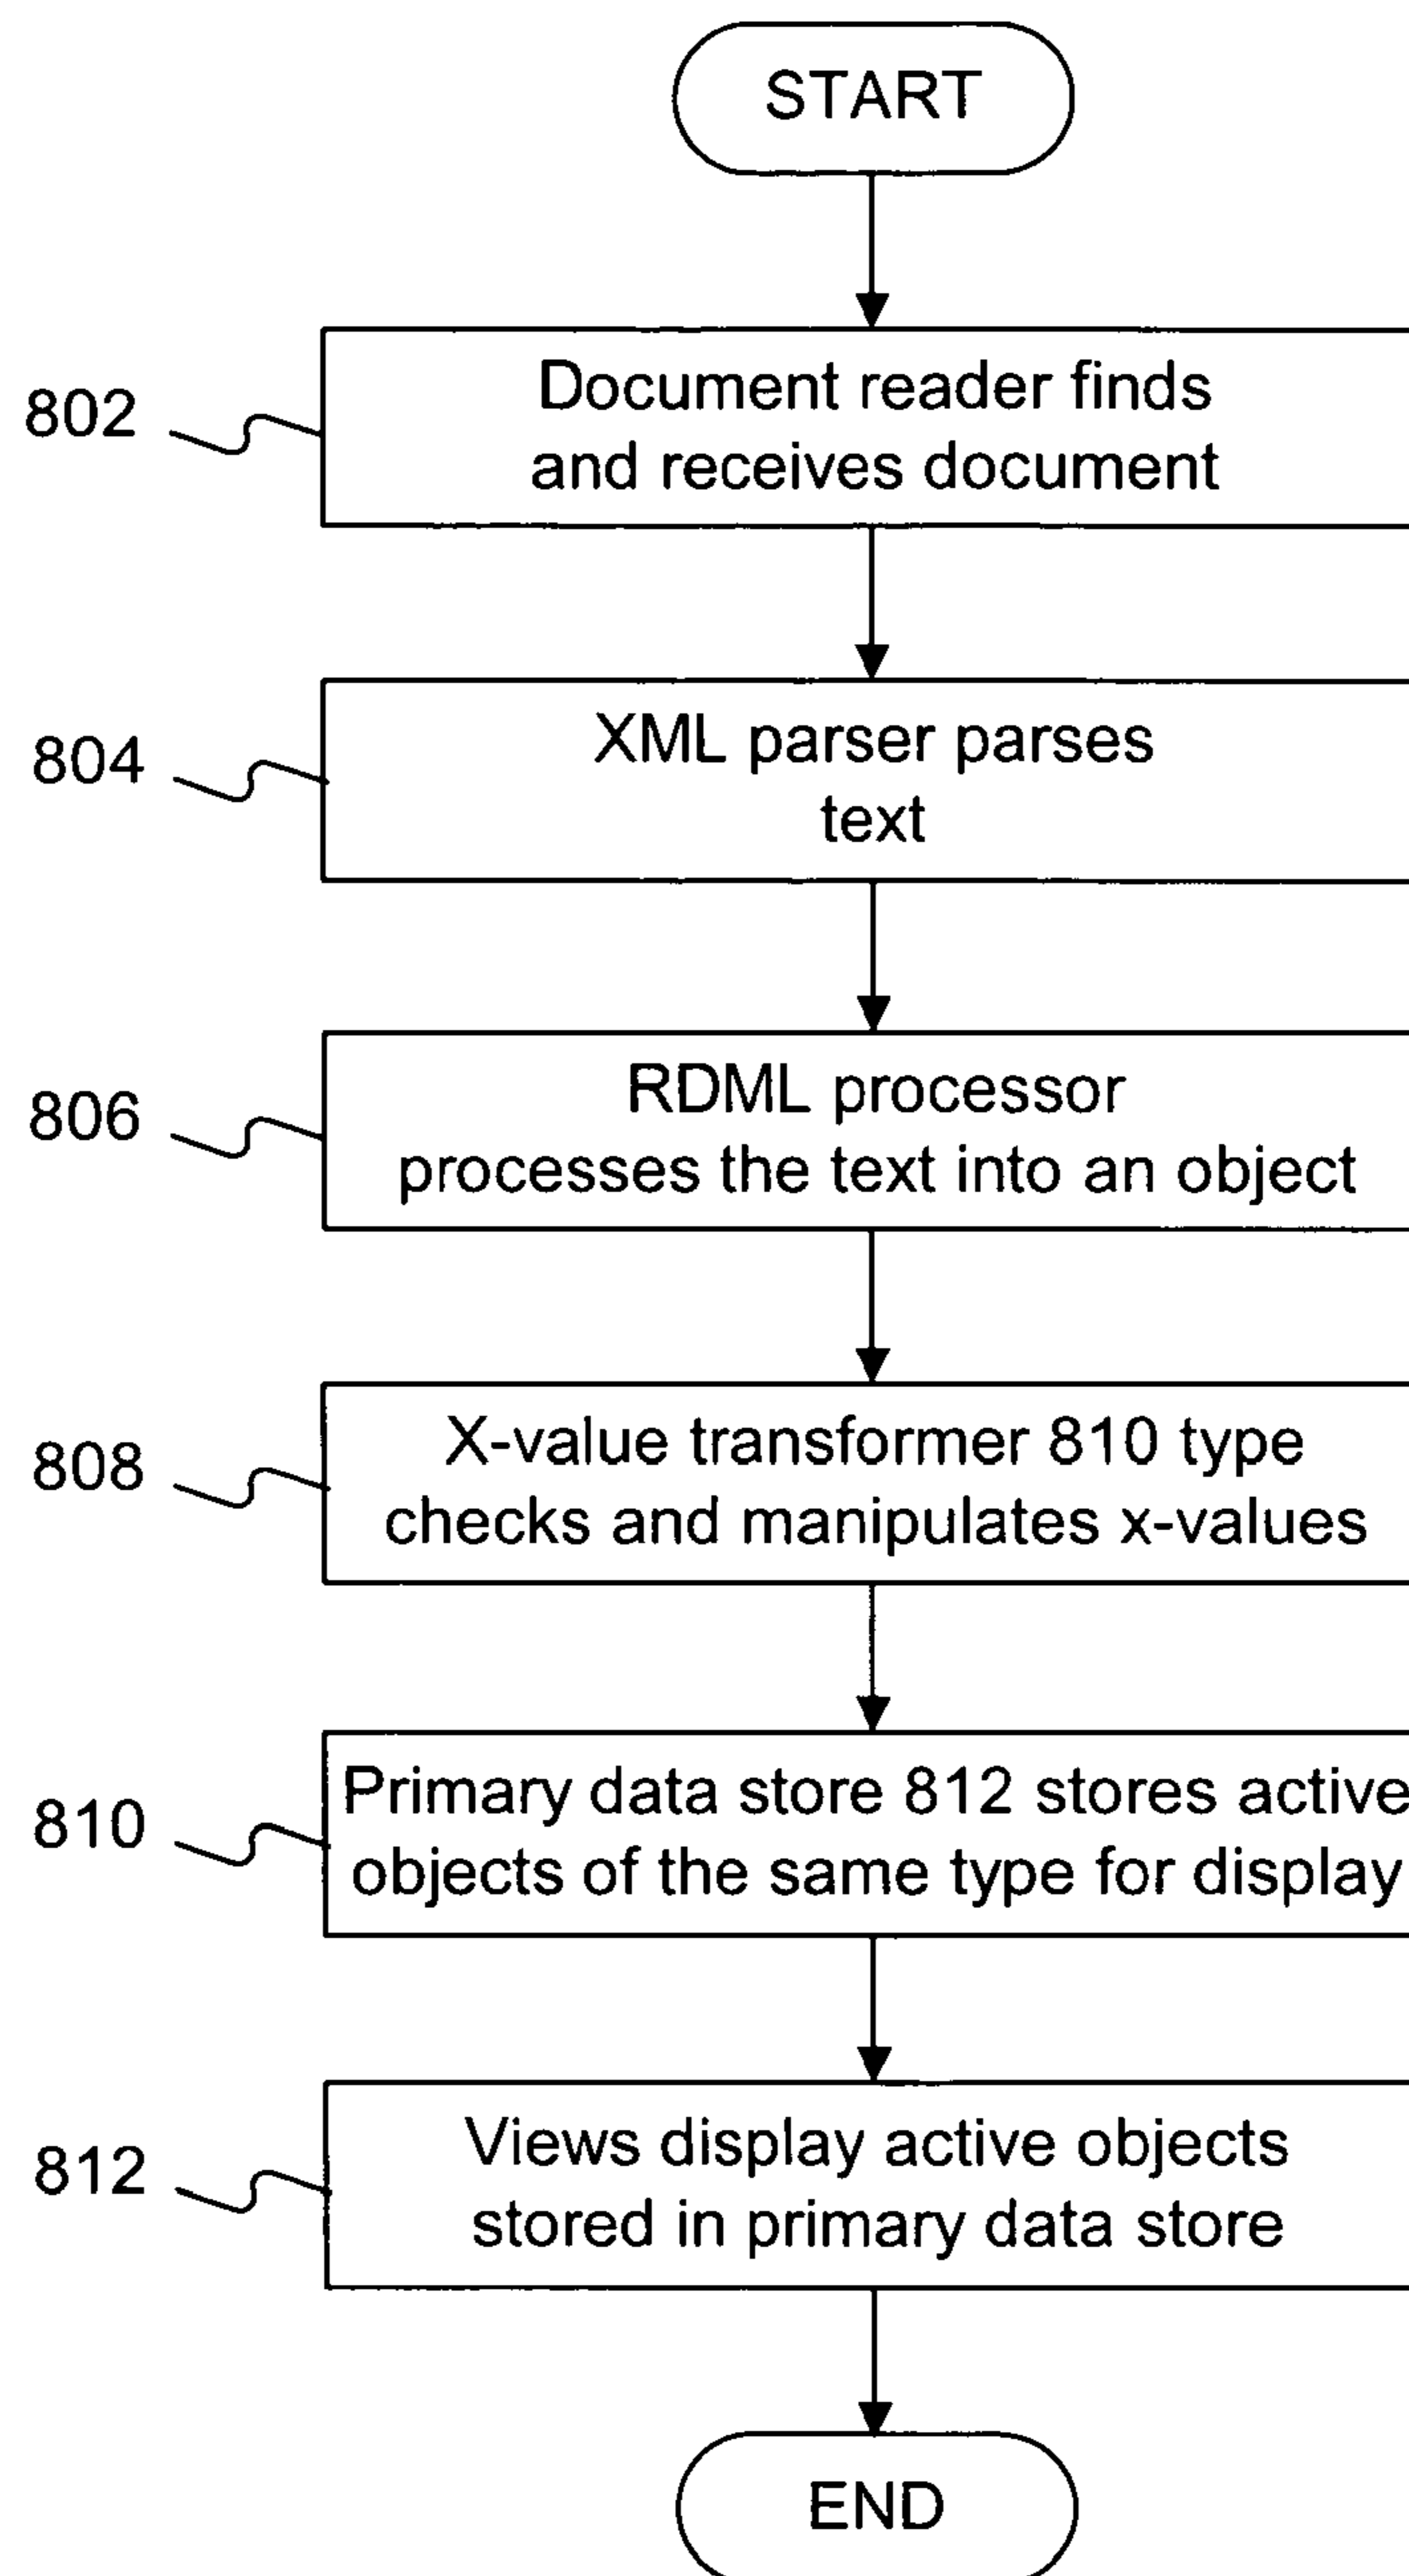 START
802
Document reader finds
and receives document
804
XML parser parses
text
806
RDML processor
processes the text into an object
808
X-value transformer 810 type
checks and manipulates x-values
810
Primary data store 812 stores active
objects of the same type for display
812
Views display active objects
stored in primary data store
END